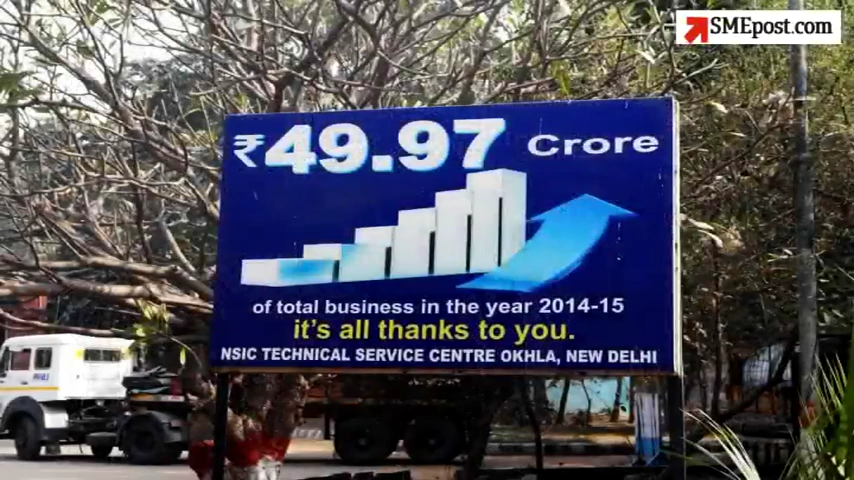 SMEpost.com
₹49.97 Crore
of total business in the year 2014-15
it's all thanks to you.
NSIC TECHNICAL SERVICE CENTRE OKHLA, NEW DELHI